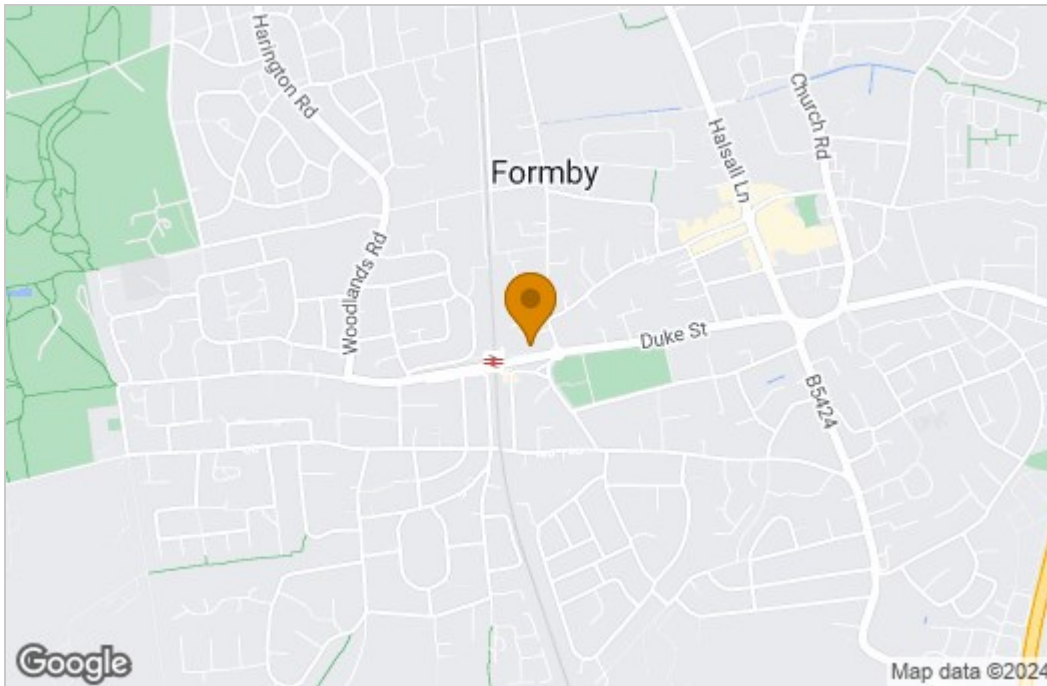 Harington Rd
Church Rd
Halsall Ln
Formby
Woodlands Rd
Duke St
B5424
Google
Map data ©2024